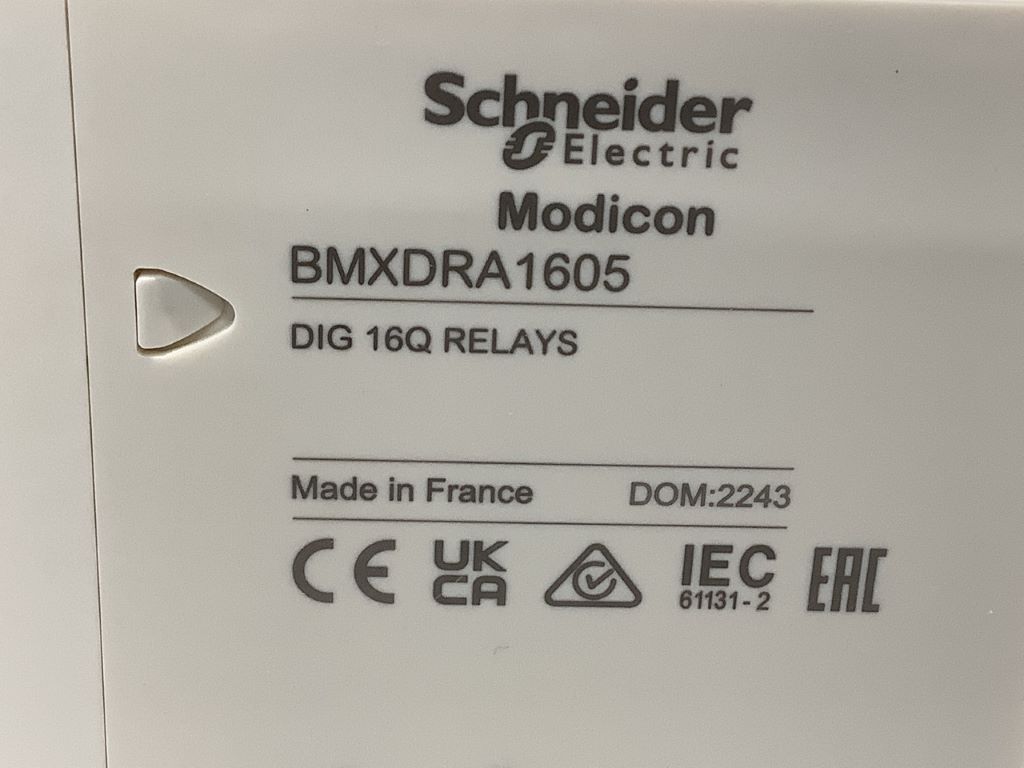 Schneider
Electric
Modicon
BMXDRA1605
DIG 16Q RELAYS
Made in France DOM:2243
CE UK
CA IEC
61131-2 EAC